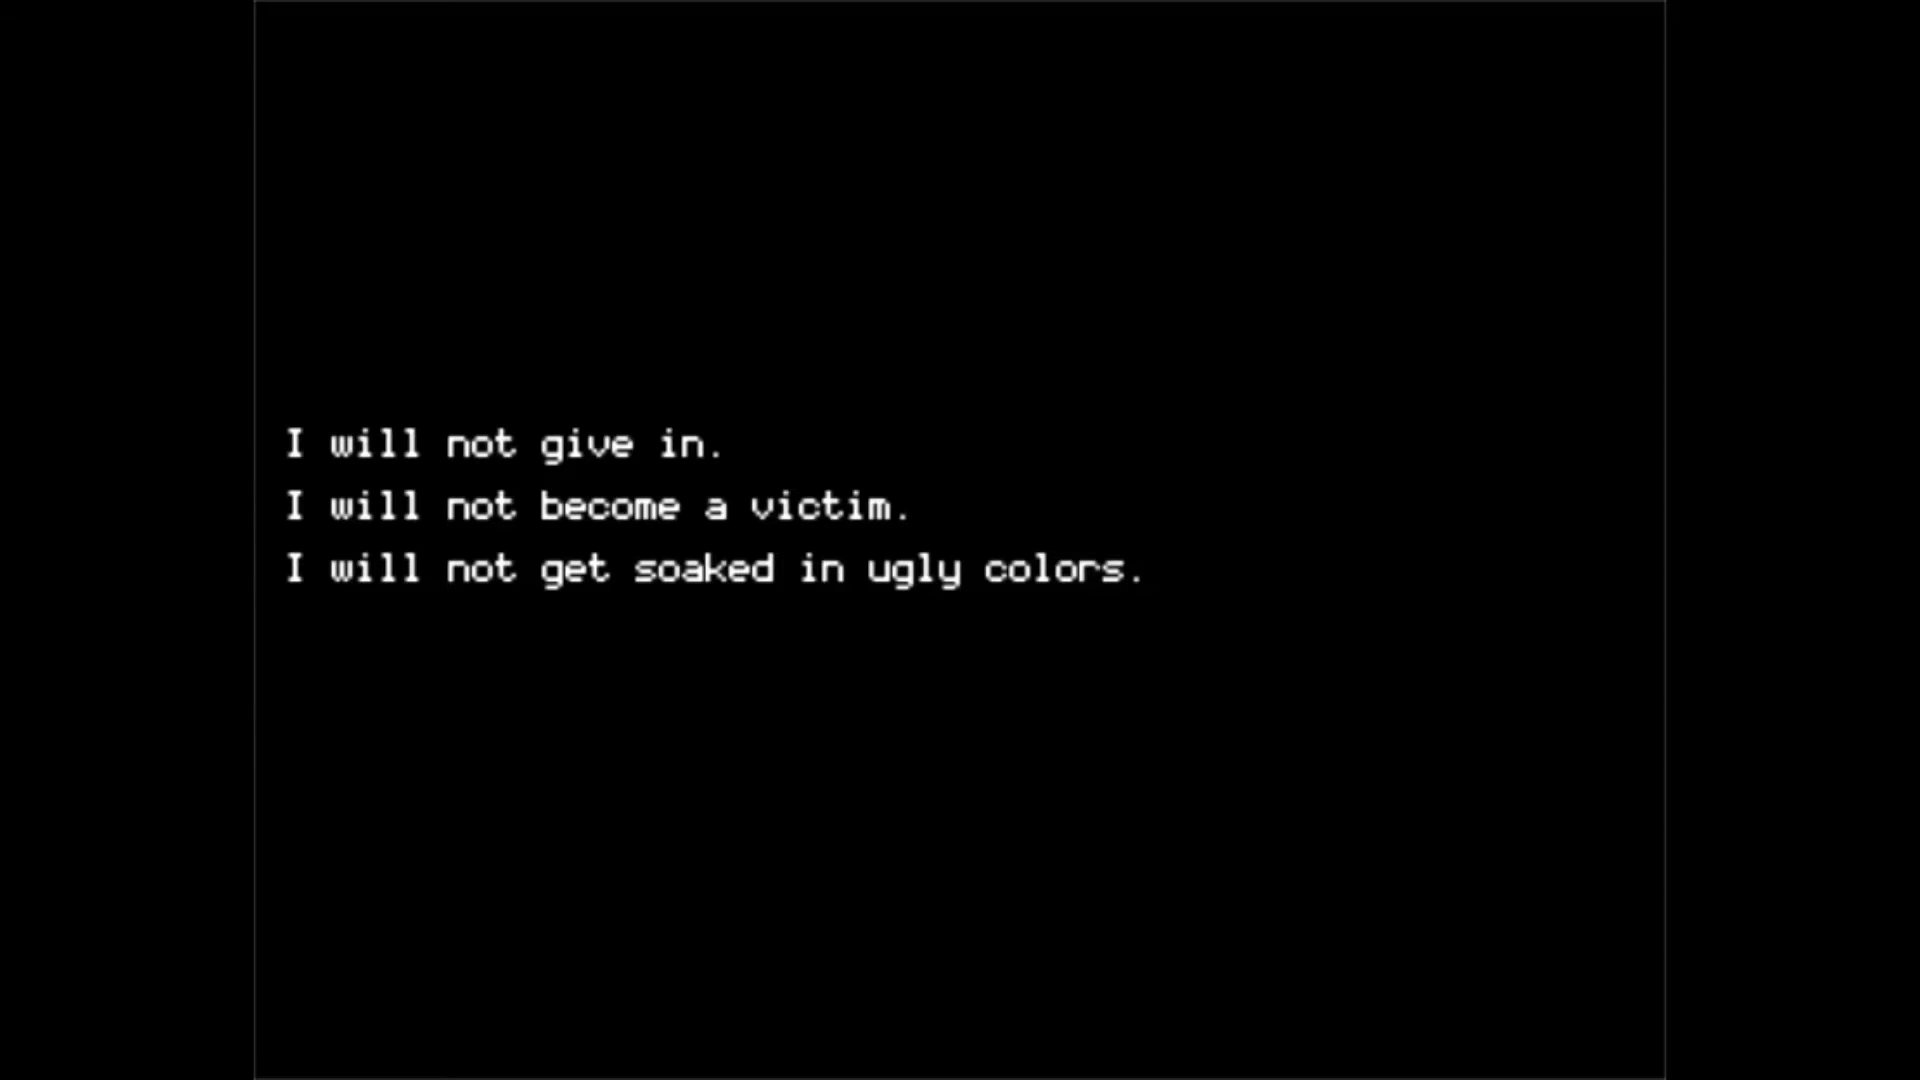 I will not give in.
I will not become a victim.
I will not get soaked in ugly colors.